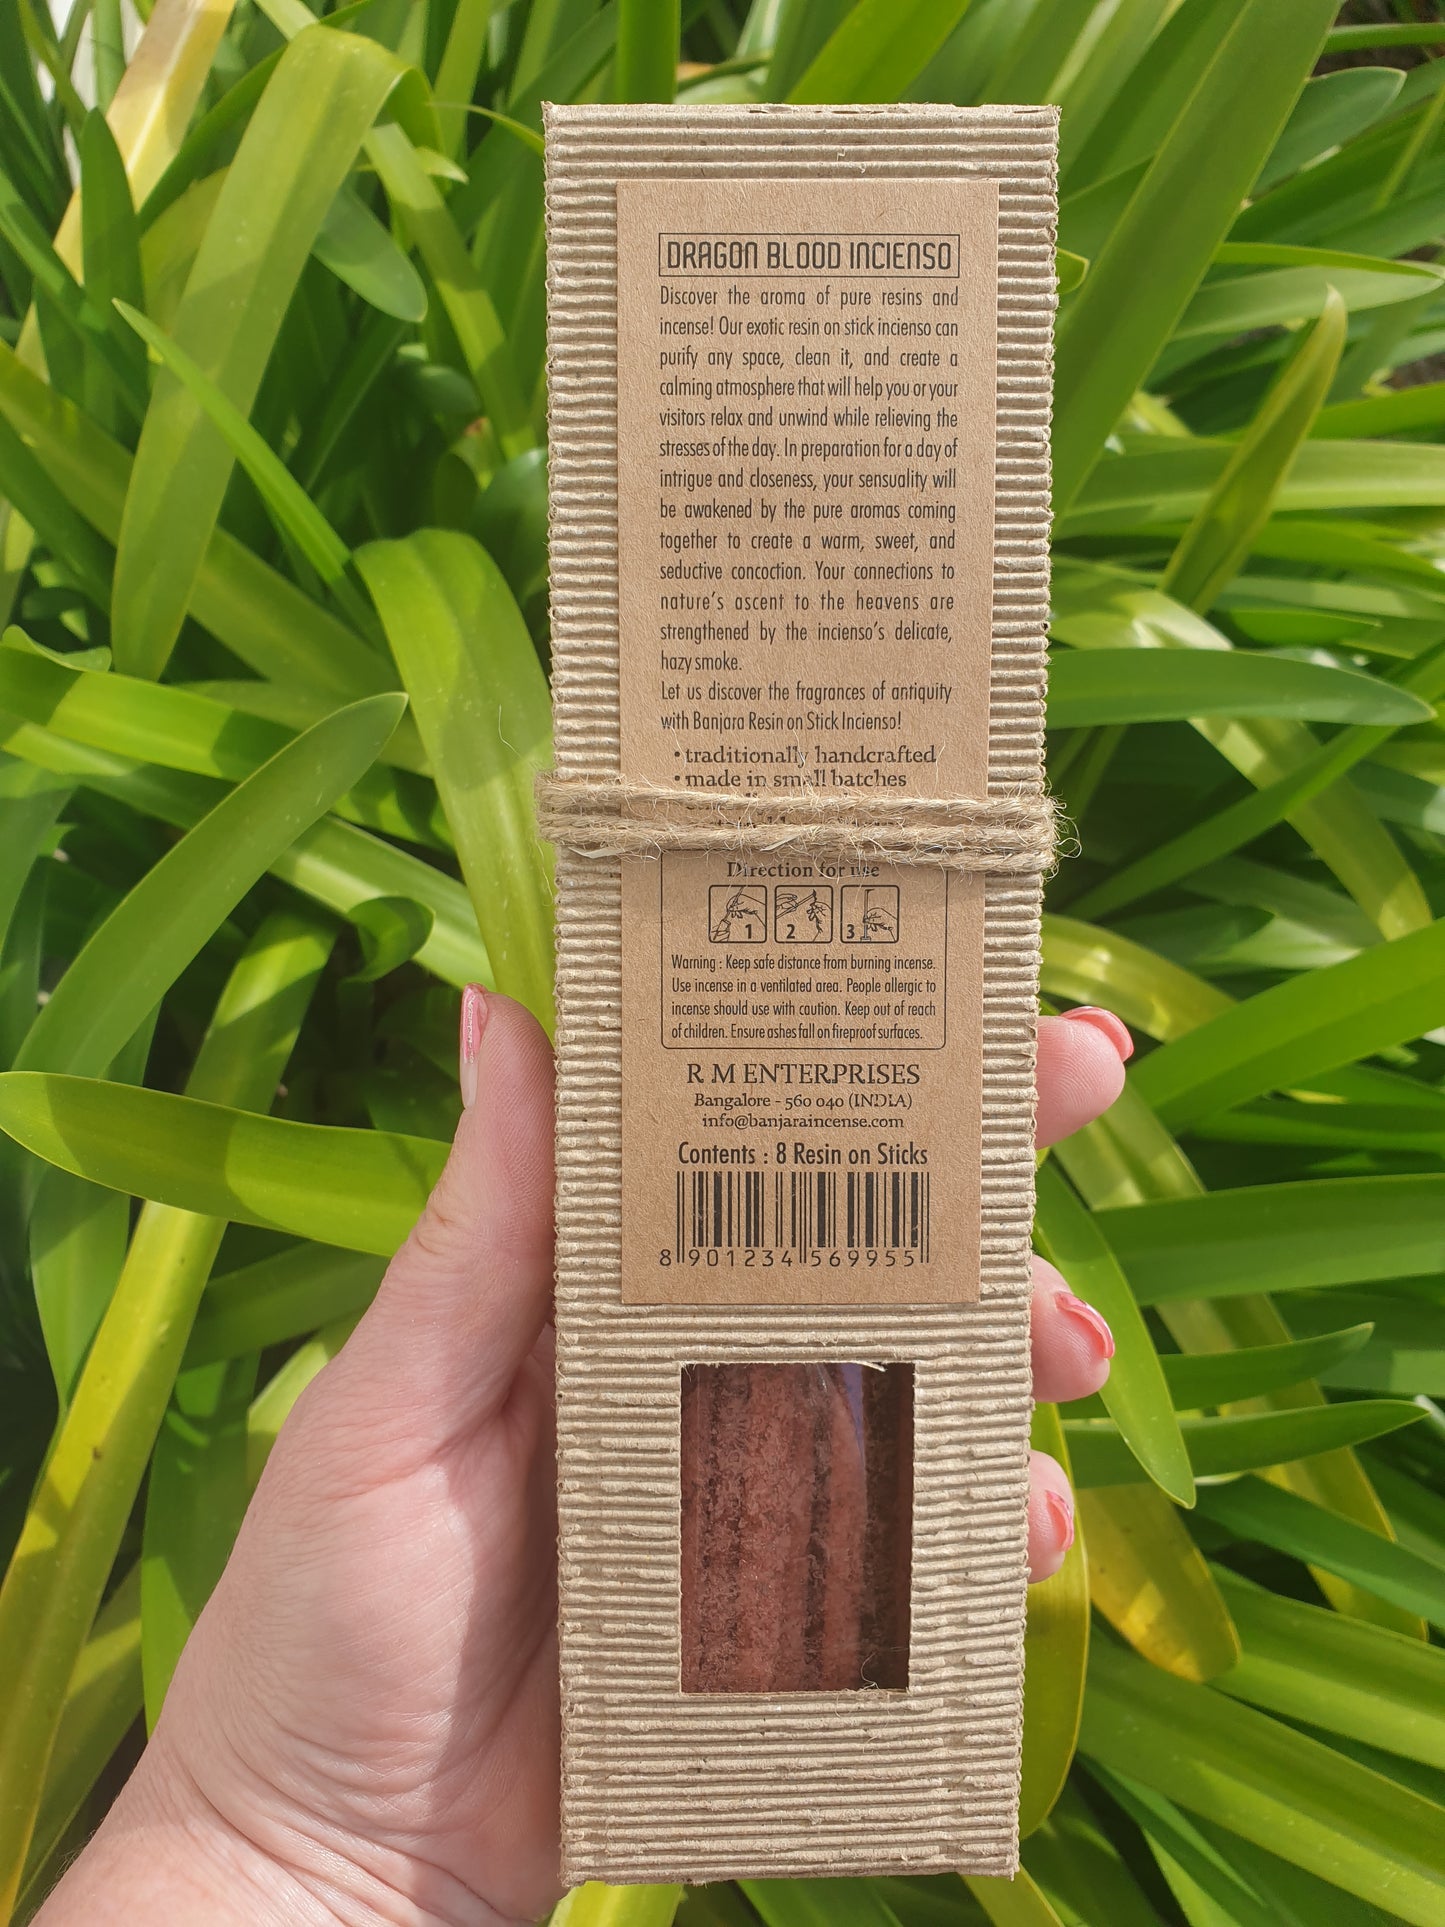 DRAGON BLOOD INCIENSO
Discover the aroma of pure resins and
incense! Our exotic resin on stick incienso can
purify any space, clean it, and create a
calming atmosphere that will help you or your
visitors relax and unwind while relieving the
stresses of the day. In preparation for a day of
intrigue and closeness, your sensuality will
be awakened by the pure aromas coming
together to create a warm, sweet, and
seductive concoction. Your connections to
nature's ascent to the heavens are
strengthened by the incienso's delicate,
hazy smoke.
Let us discover the fragrances of antiquity
with Banjara Resin on Stick Incienso!
• traditionally handcrafted
• made in small batches
Direction for use
1 2 3
Warning : Keep safe distance from burning incense.
Use incense in a ventilated area. People allergic to
incense should use with caution. Keep out of reach
of children. Ensure ashes fall on fireproof surfaces.
R M ENTERPRISES
Bangalore - 560 040 (INDIA)
info@banjaraincense.com
Contents : 8 Resin on Sticks
8 901234 569955